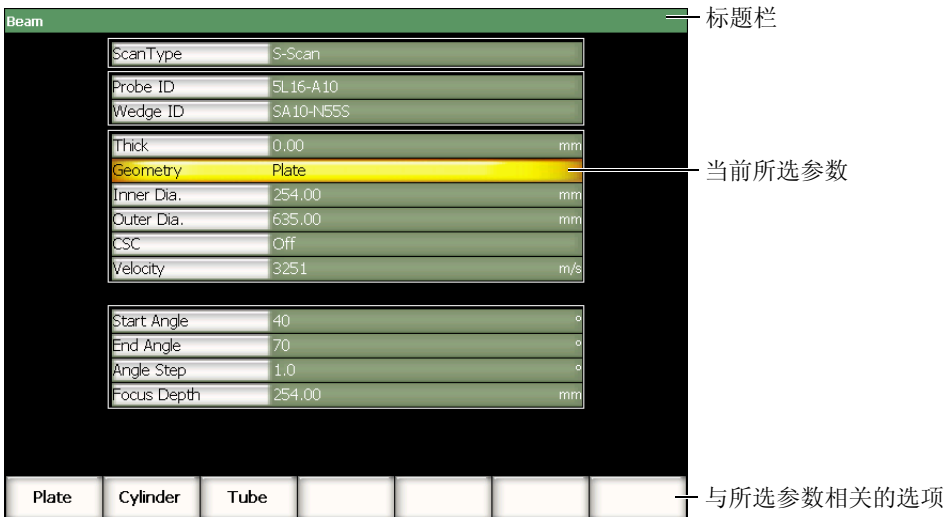 Beam
标题栏
ScanType S-Scan
Probe ID 5L16-A10
Wedge ID SA10-N55S
Thick 0.00 mm
Geometry Plate
当前所选参数
Inner Dia. 254.00 mm
Outer Dia. 635.00 mm
CSC Off
Velocity 3251 m/s
Start Angle 40 °
End Angle 70 °
Angle Step 1.0 °
Focus Depth 254.00 mm
Plate Cylinder Tube
与所选参数相关的选项